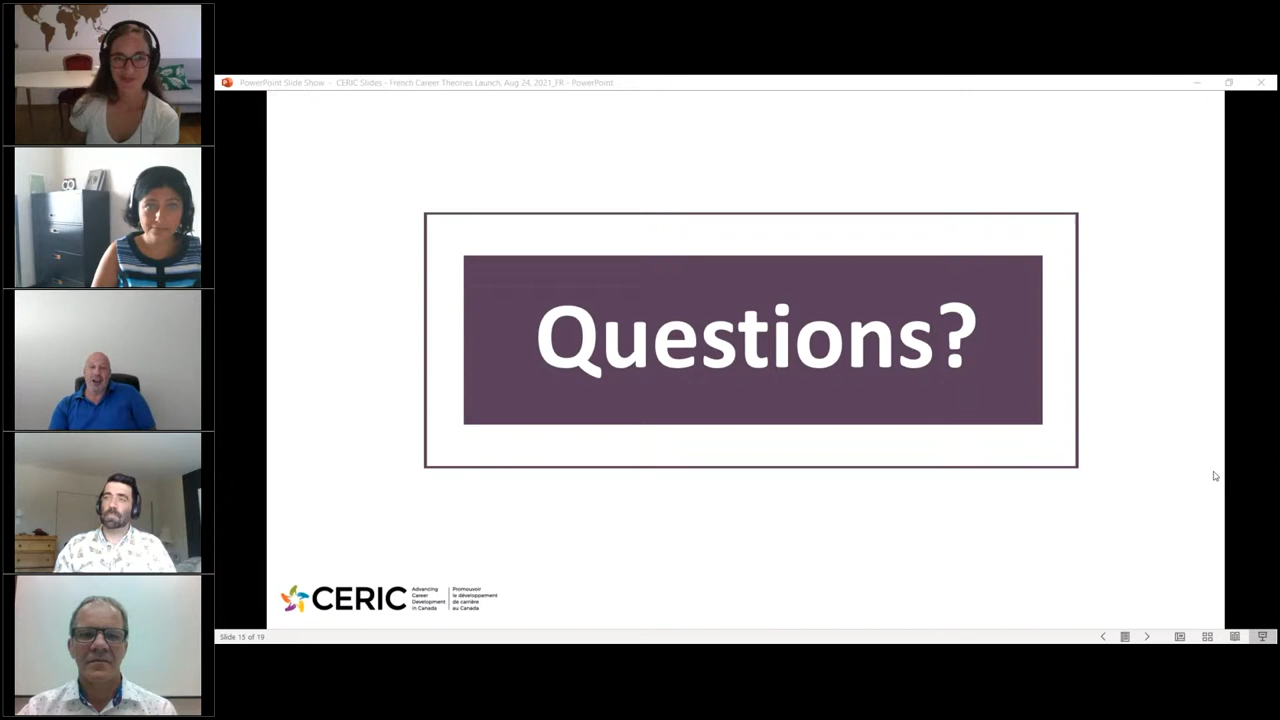 PowerPoint Slide Show - CERIC Slides - French Career Theories Launch, Aug 24, 2021_FR - PowerPoint
Questions?
CERIC
Advancing
Career
Development
in Canada
Promouvoir
le développement
de carrière
au Canada
Slide 15 of 19